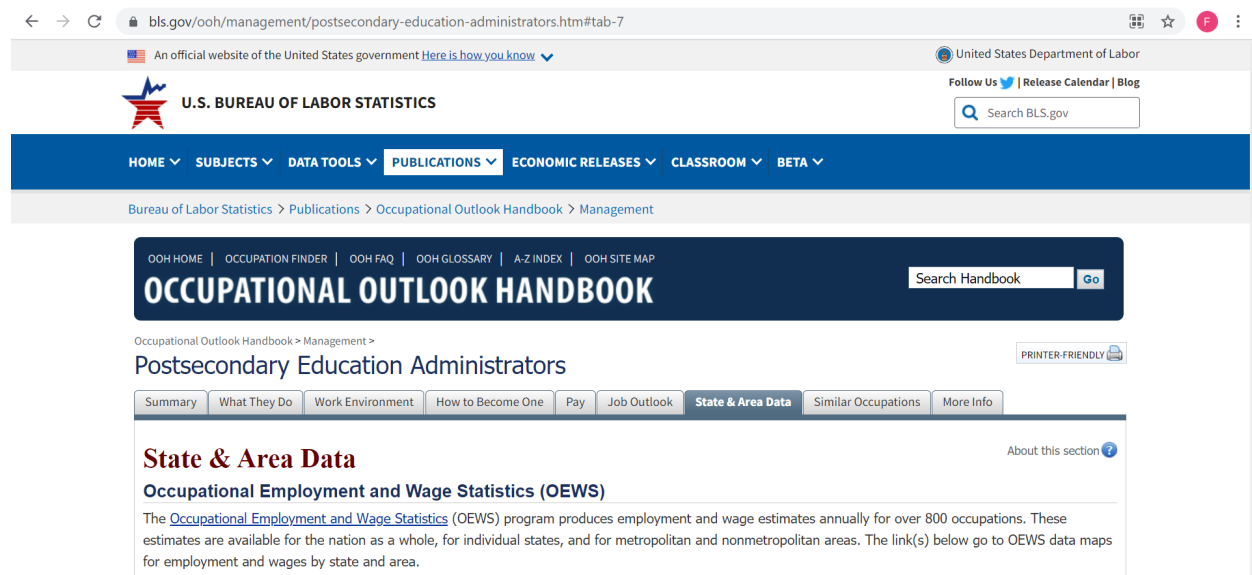 bls.gov/ooh/management/postsecondary-education-administrators.htm#tab-7
F
An official website of the United States government Here is how you know
United States Department of Labor
U.S. BUREAU OF LABOR STATISTICS
Follow Us | Release Calendar | Blog
Search BLS.gov
HOME SUBJECTS DATA TOOLS PUBLICATIONS ECONOMIC RELEASES CLASSROOM BETA
Bureau of Labor Statistics > Publications > Occupational Outlook Handbook > Management
OOH HOME | OCCUPATION FINDER | OOH FAQ | OOH GLOSSARY | A-Z INDEX | OOH SITE MAP
OCCUPATIONAL OUTLOOK HANDBOOK
Search Handbook Go
Occupational Outlook Handbook > Management >
Postsecondary Education Administrators
PRINTER-FRIENDLY
Summary What They Do Work Environment How to Become One Pay Job Outlook State & Area Data Similar Occupations More Info
State & Area Data
About this section ?
Occupational Employment and Wage Statistics (OEWS)
The Occupational Employment and Wage Statistics (OEWS) program produces employment and wage estimates annually for over 800 occupations. These
estimates are available for the nation as a whole, for individual states, and for metropolitan and nonmetropolitan areas. The link(s) below go to OEWS data maps
for employment and wages by state and area.